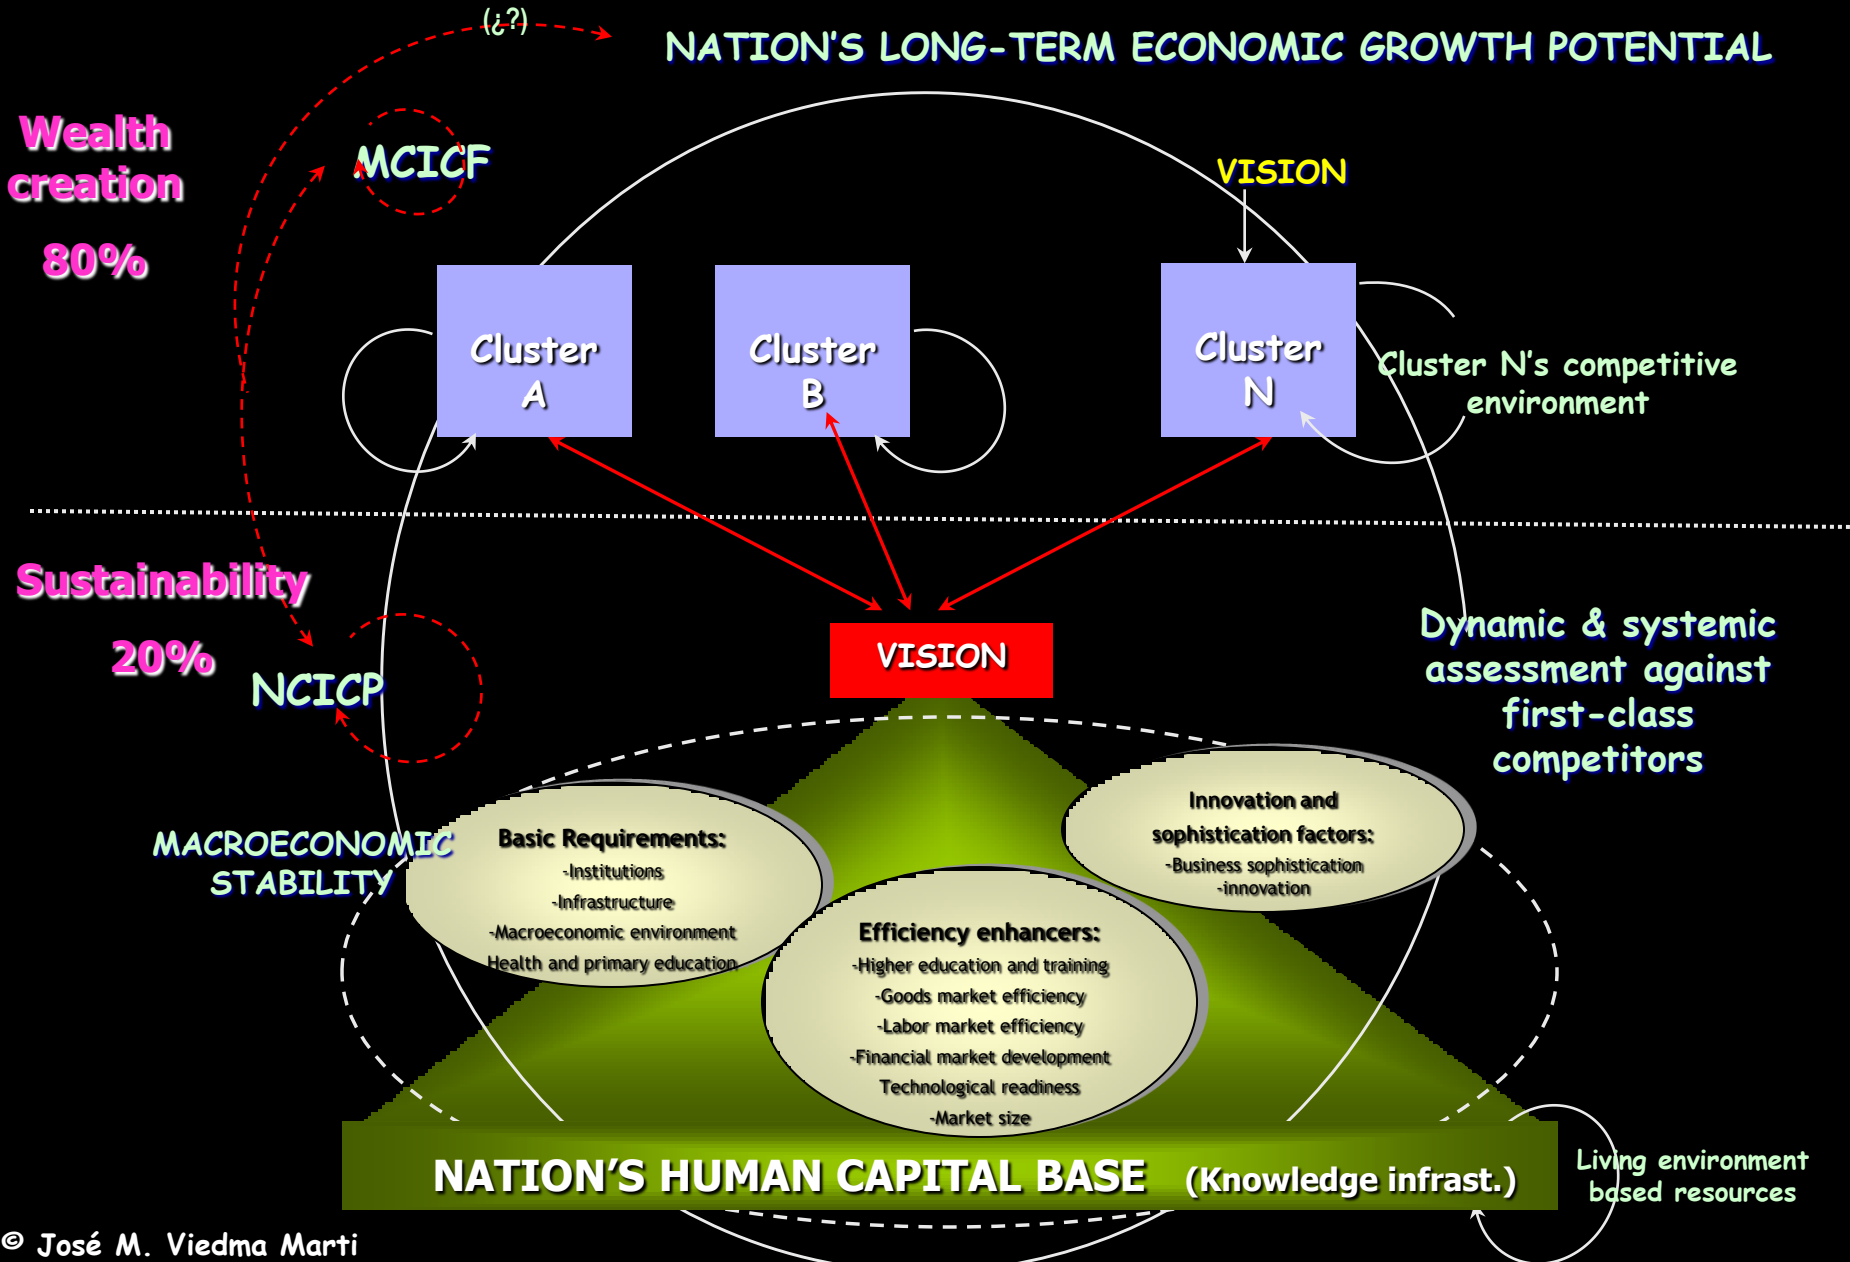 (¿?)
NATION'S LONG-TERM ECONOMIC GROWTH POTENTIAL
Wealth
creation
80%
MCICF
VISION
Cluster
A
Cluster
B
Cluster
N
Cluster N's competitive
environment
Sustainability
20%
NCICP
VISION
Dynamic & systemic
assessment against
first-class
competitors
MACROECONOMIC
STABILITY
Basic Requirements:
-Institutions
-Infrastructure
-Macroeconomic environment
Health and primary education
Innovation and
sophistication factors:
-Business sophistication
-innovation
Efficiency enhancers:
-Higher education and training
-Goods market efficiency
-Labor market efficiency
-Financial market development
Technological readiness
-Market size
NATION'S HUMAN CAPITAL BASE (Knowledge infrast.)
Living environment
based resources
© José M. Viedma Marti